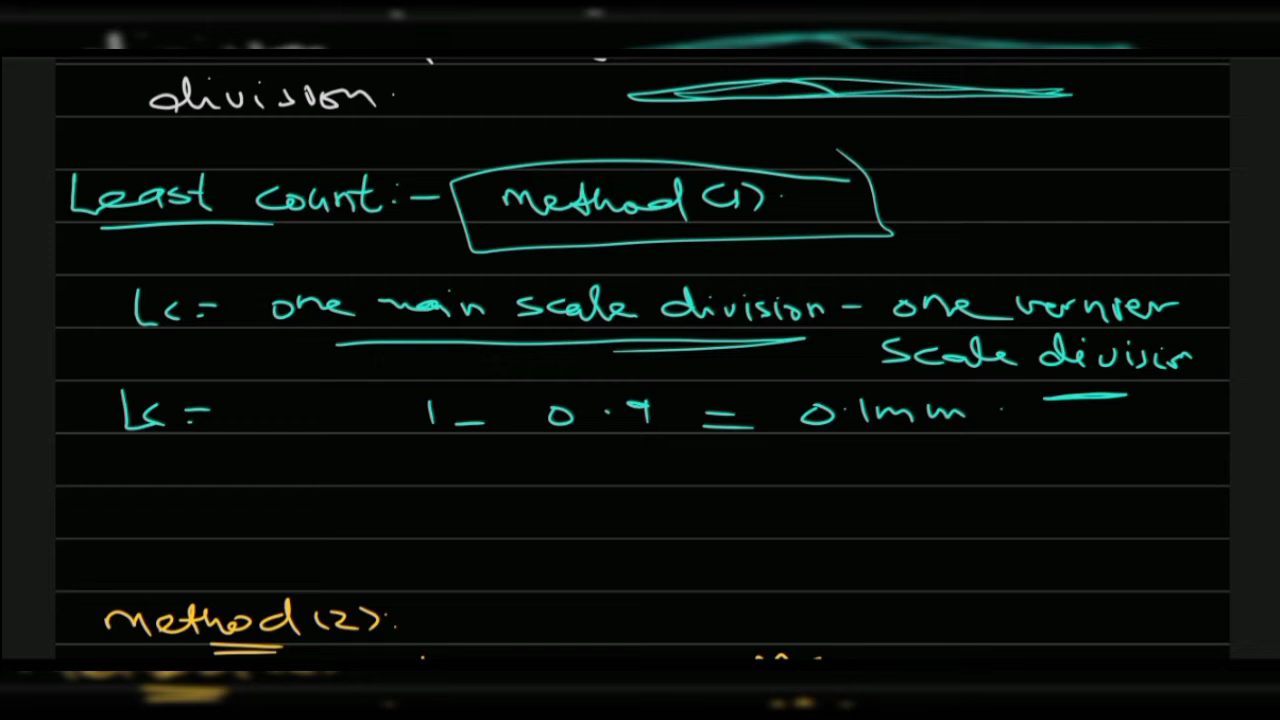 division.
Least count:- method (1).
Lc= one main scale division - one vernier
scale divisin
Lc= 1 - 0.9 = 0.1mm.
method (2):